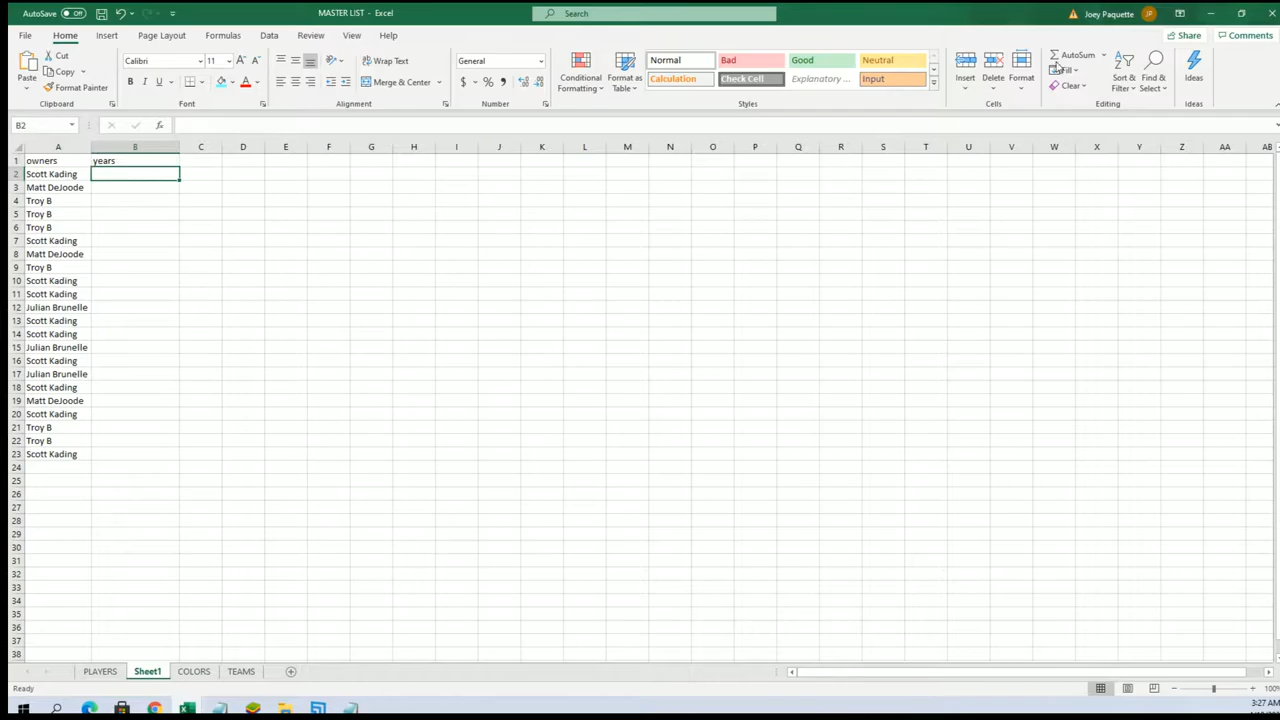 AutoSave Off MASTER LIST - Excel Search Joey Paquette JP
File Home Insert Page Layout Formulas Data Review View Help Share Comments
Paste Cut Copy Format Painter Clipboard
Calibri 11 A A B I U A Font
Wrap Text Merge & Center Alignment
General $ % Number
Conditional Formatting Format as Table
Normal Bad Good Neutral
Calculation Check Cell Explanatory ... Input
Styles
Insert Delete Format Cells
AutoSum Fill Clear Sort & Filter Find & Select Editing
Ideas Ideas
B2 fx
A B C D E F G H I J K L M N O P Q R S T U V W X Y Z AA AB
1 owners years
2 Scott Kading
3 Matt DeJoode
4 Troy B
5 Troy B
6 Troy B
7 Scott Kading
8 Matt DeJoode
9 Troy B
10 Scott Kading
11 Scott Kading
12 Julian Brunelle
13 Scott Kading
14 Scott Kading
15 Julian Brunelle
16 Scott Kading
17 Julian Brunelle
18 Scott Kading
19 Matt DeJoode
20 Scott Kading
21 Troy B
22 Troy B
23 Scott Kading
24
25
26
27
28
29
30
31
32
33
34
35
36
37
38
PLAYERS Sheet1 COLORS TEAMS
Ready 100%
3:27 AM